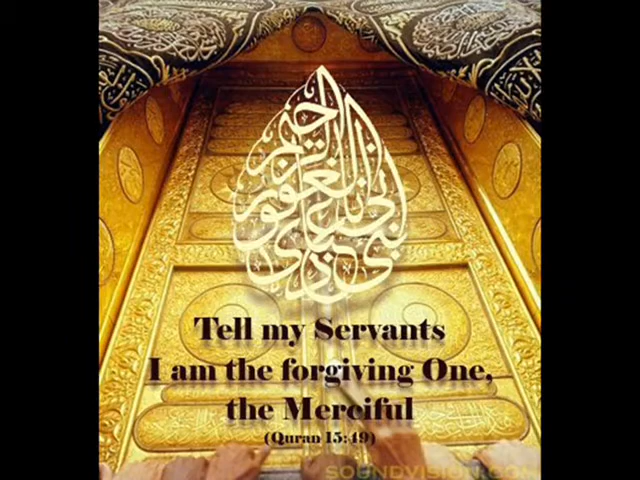 نبئ عبادي أني أنا الغفور الرحيم
Tell my Servants
I am the forgiving One,
the Merciful
(Quran 15:49)
SOUNDVISION.COM